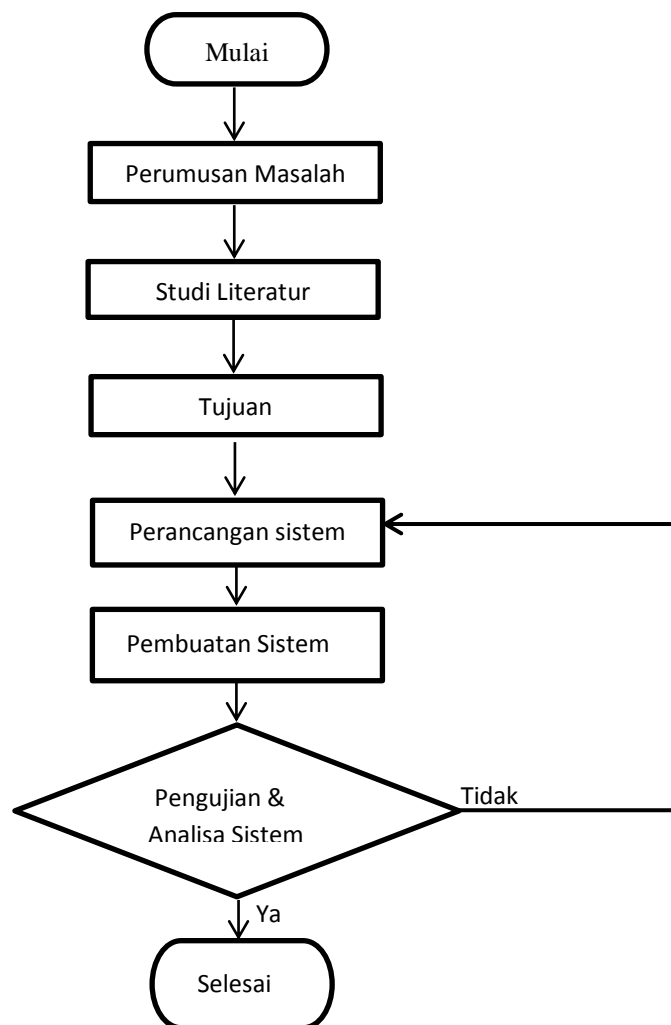 Mulai
Perumusan Masalah
Studi Literatur
Tujuan
Perancangan sistem
Pembuatan Sistem
Pengujian &
Analisa Sistem
Tidak
Ya
Selesai